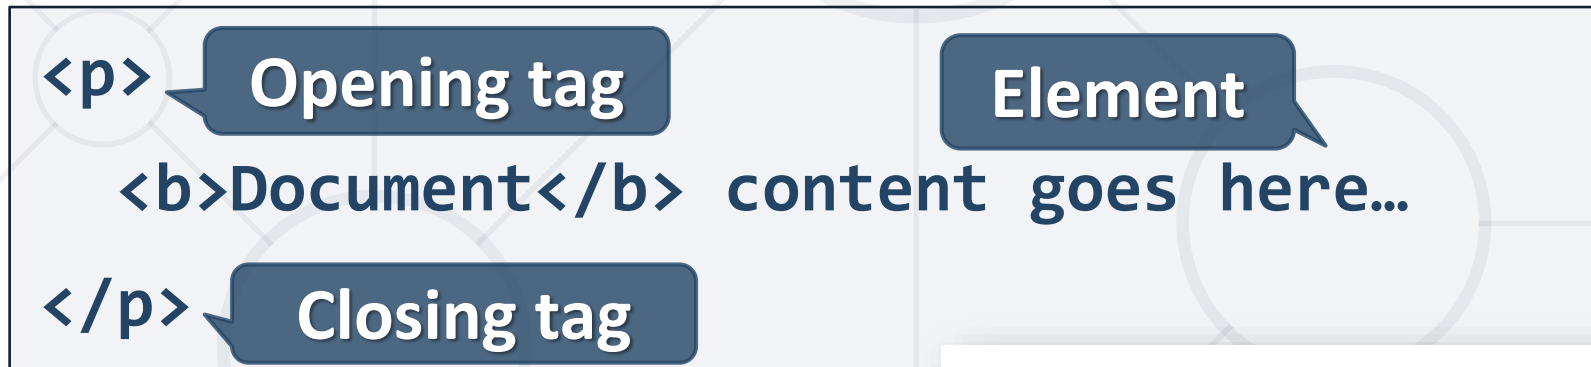 <p> Opening tag Element
<b>Document</b> content goes here…
</p> Closing tag